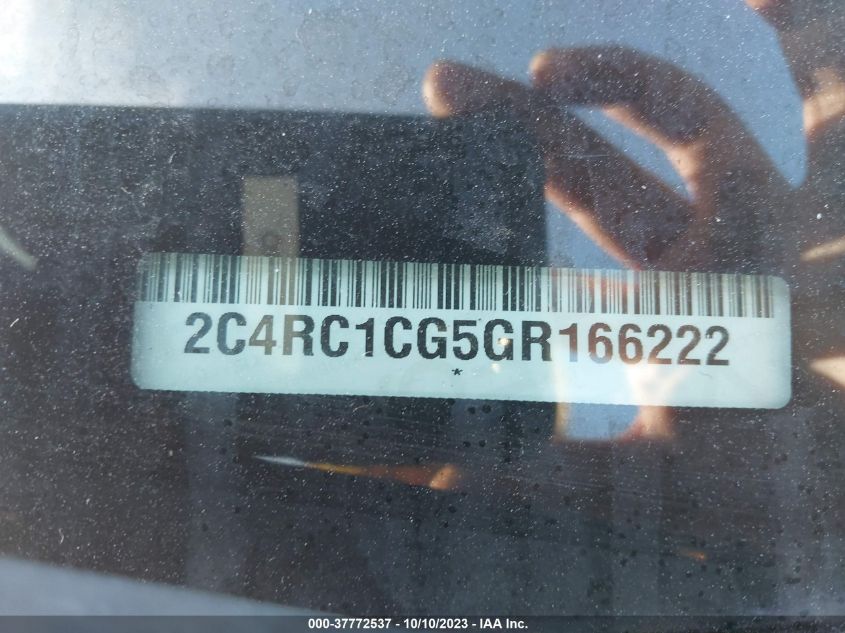 2C4RC1CG5GR166222
*
000-37772537 - 10/10/2023 - IAA Inc.